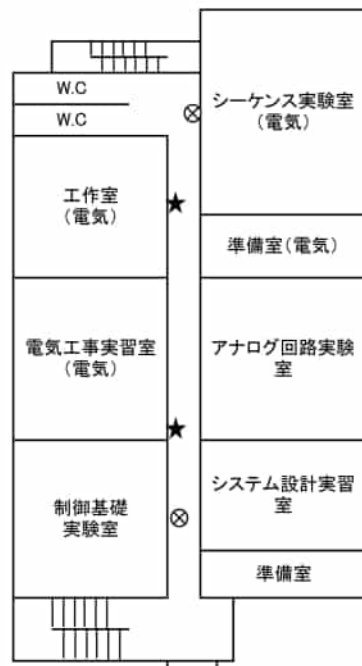 W.C
W.C
シーケンス実験室
(電気)
工作室
(電気)
準備室(電気)
電気工事実習室
(電気)
アナログ回路実験
室
システム設計実習
室
制御基礎
実験室
準備室